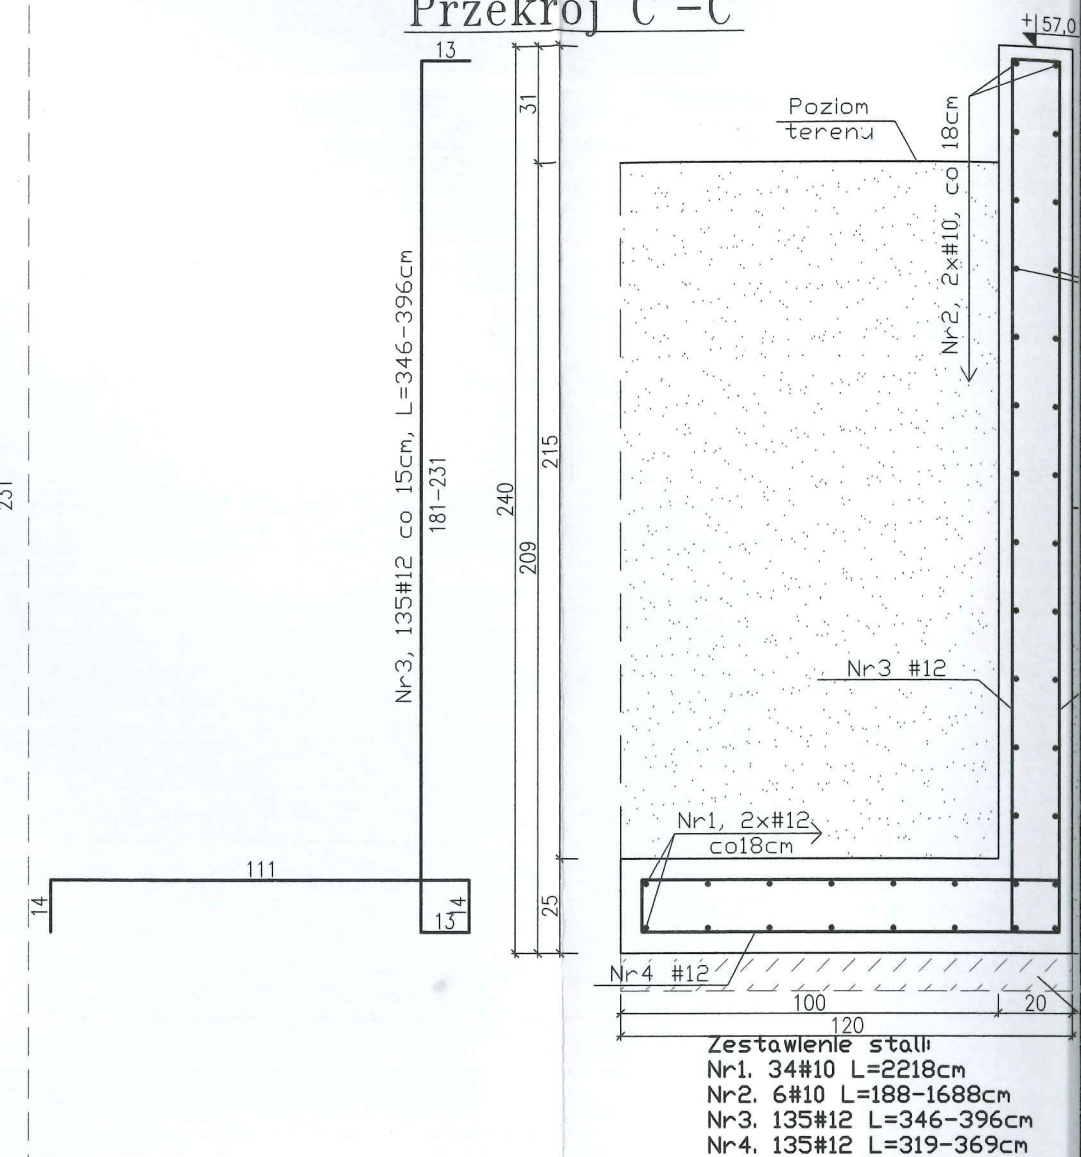 Przekrój C-C
13
+57,0
31
Poziom
terenu
Nr2, 2x#10, co 18cm
Nr3, 135#12 co 15cm, L=346-396cm
181-231
231
240
209
215
Nr3 #12
Nr1, 2x#12
co18cm
111
14
13
14
25
Nr4 #12
100
20
120
Zestawienie stali:
Nr1. 34#10 L=2218cm
Nr2. 6#10 L=188-1688cm
Nr3. 135#12 L=346-396cm
Nr4. 135#12 L=319-369cm